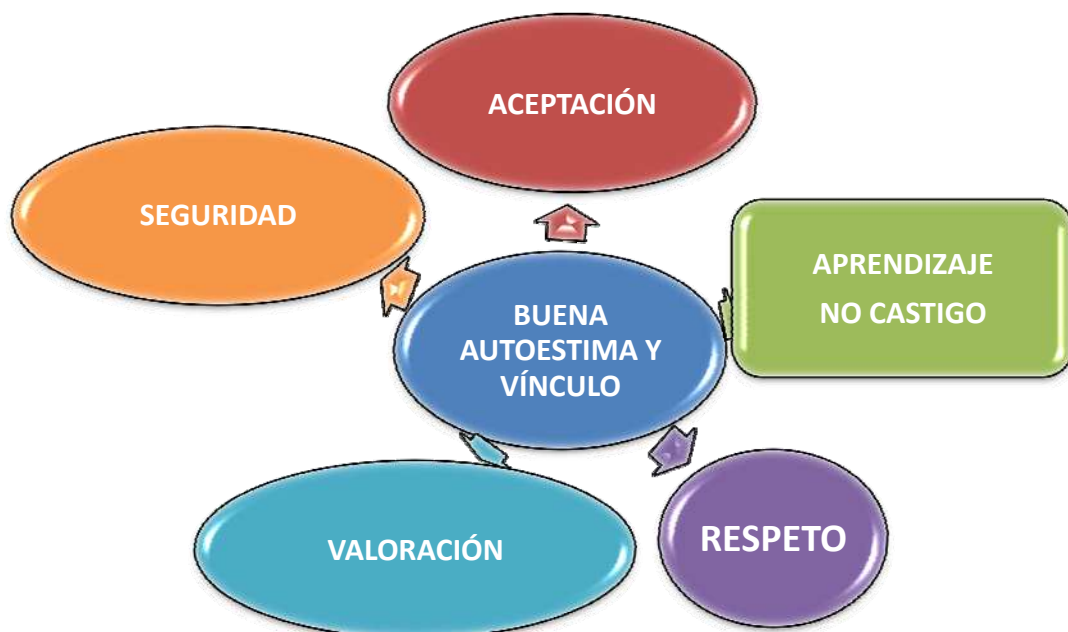 ACEPTACIÓN
SEGURIDAD
APRENDIZAJE
NO CASTIGO
BUENA
AUTOESTIMA Y
VÍNCULO
RESPETO
VALORACIÓN